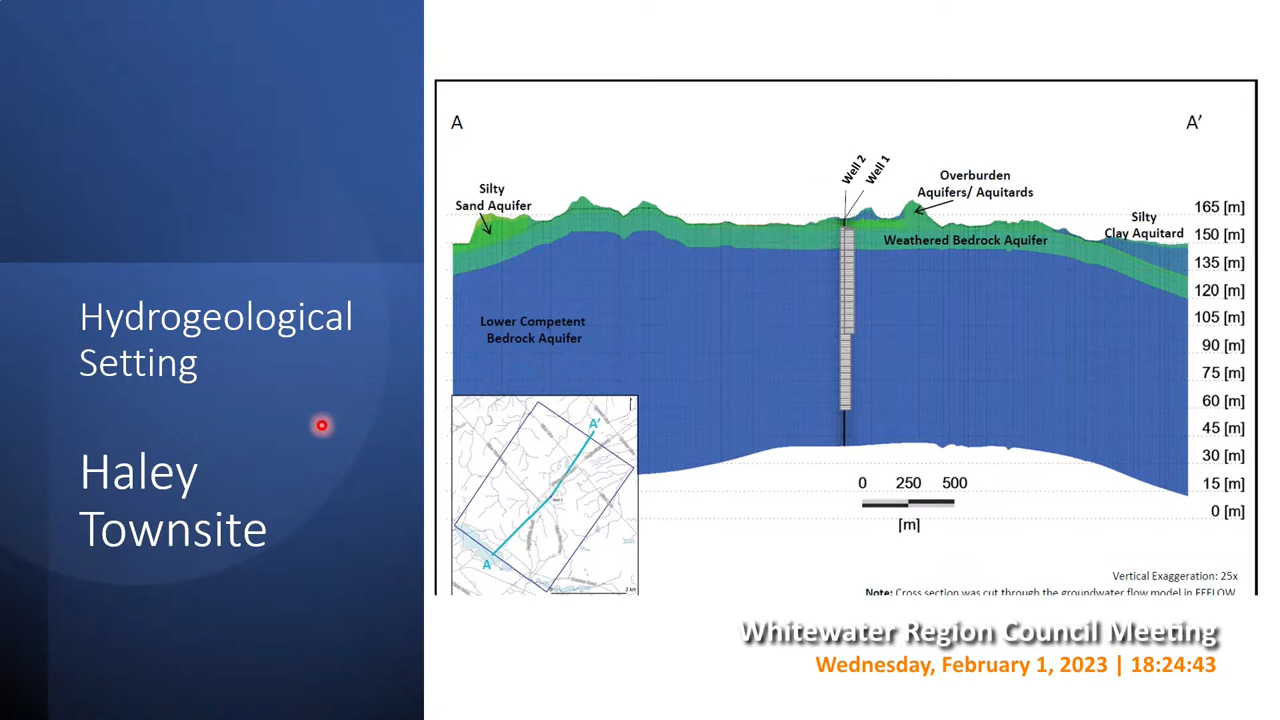 Hydrogeological
Setting
Haley
Townsite
A
A’
Well 2
Well 1
Overburden
Aquifers/ Aquitards
Silty
Sand Aquifer
Silty
Clay Aquitard
Weathered Bedrock Aquifer
Lower Competent
Bedrock Aquifer
165 [m]
150 [m]
135 [m]
120 [m]
105 [m]
90 [m]
75 [m]
60 [m]
45 [m]
30 [m]
15 [m]
0 [m]
0 250 500
[m]
A’
A
2 km
Vertical Exaggeration: 25x
Note: Cross section was cut through the groundwater flow model in FEFLOW
Whitewater Region Council Meeting
Wednesday, February 1, 2023 | 18:24:43